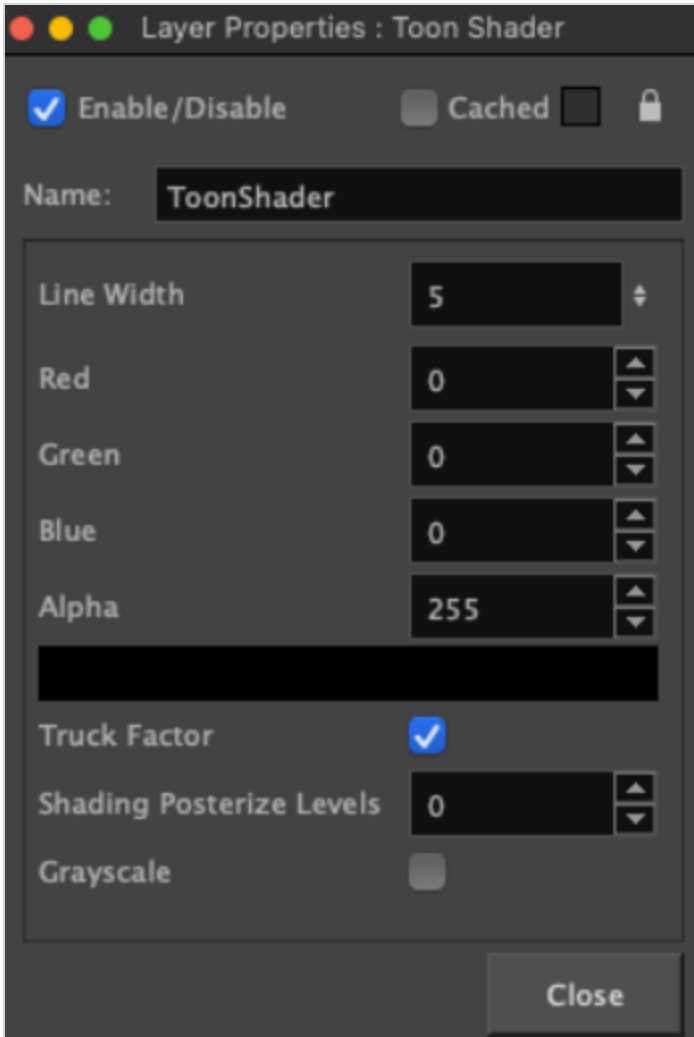 Layer Properties : Toon Shader
Enable/Disable Cached
Name: ToonShader
Line Width 5
Red 0
Green 0
Blue 0
Alpha 255
Truck Factor
Shading Posterize Levels 0
Grayscale
Close